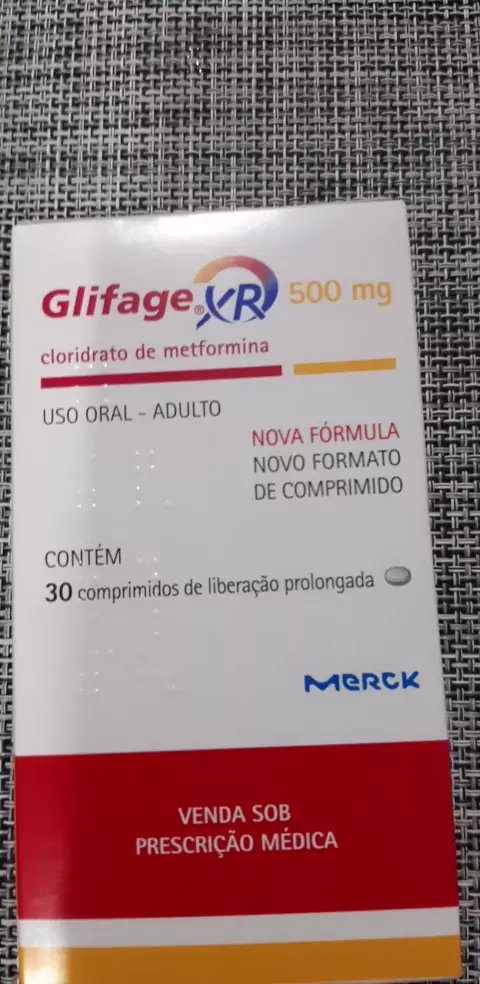 Glifage® XR 500 mg
cloridrato de metformina
USO ORAL - ADULTO
NOVA FÓRMULA
NOVO FORMATO
DE COMPRIMIDO
CONTÉM
30 comprimidos de liberação prolongada
MERCK
VENDA SOB
PRESCRIÇÃO MÉDICA